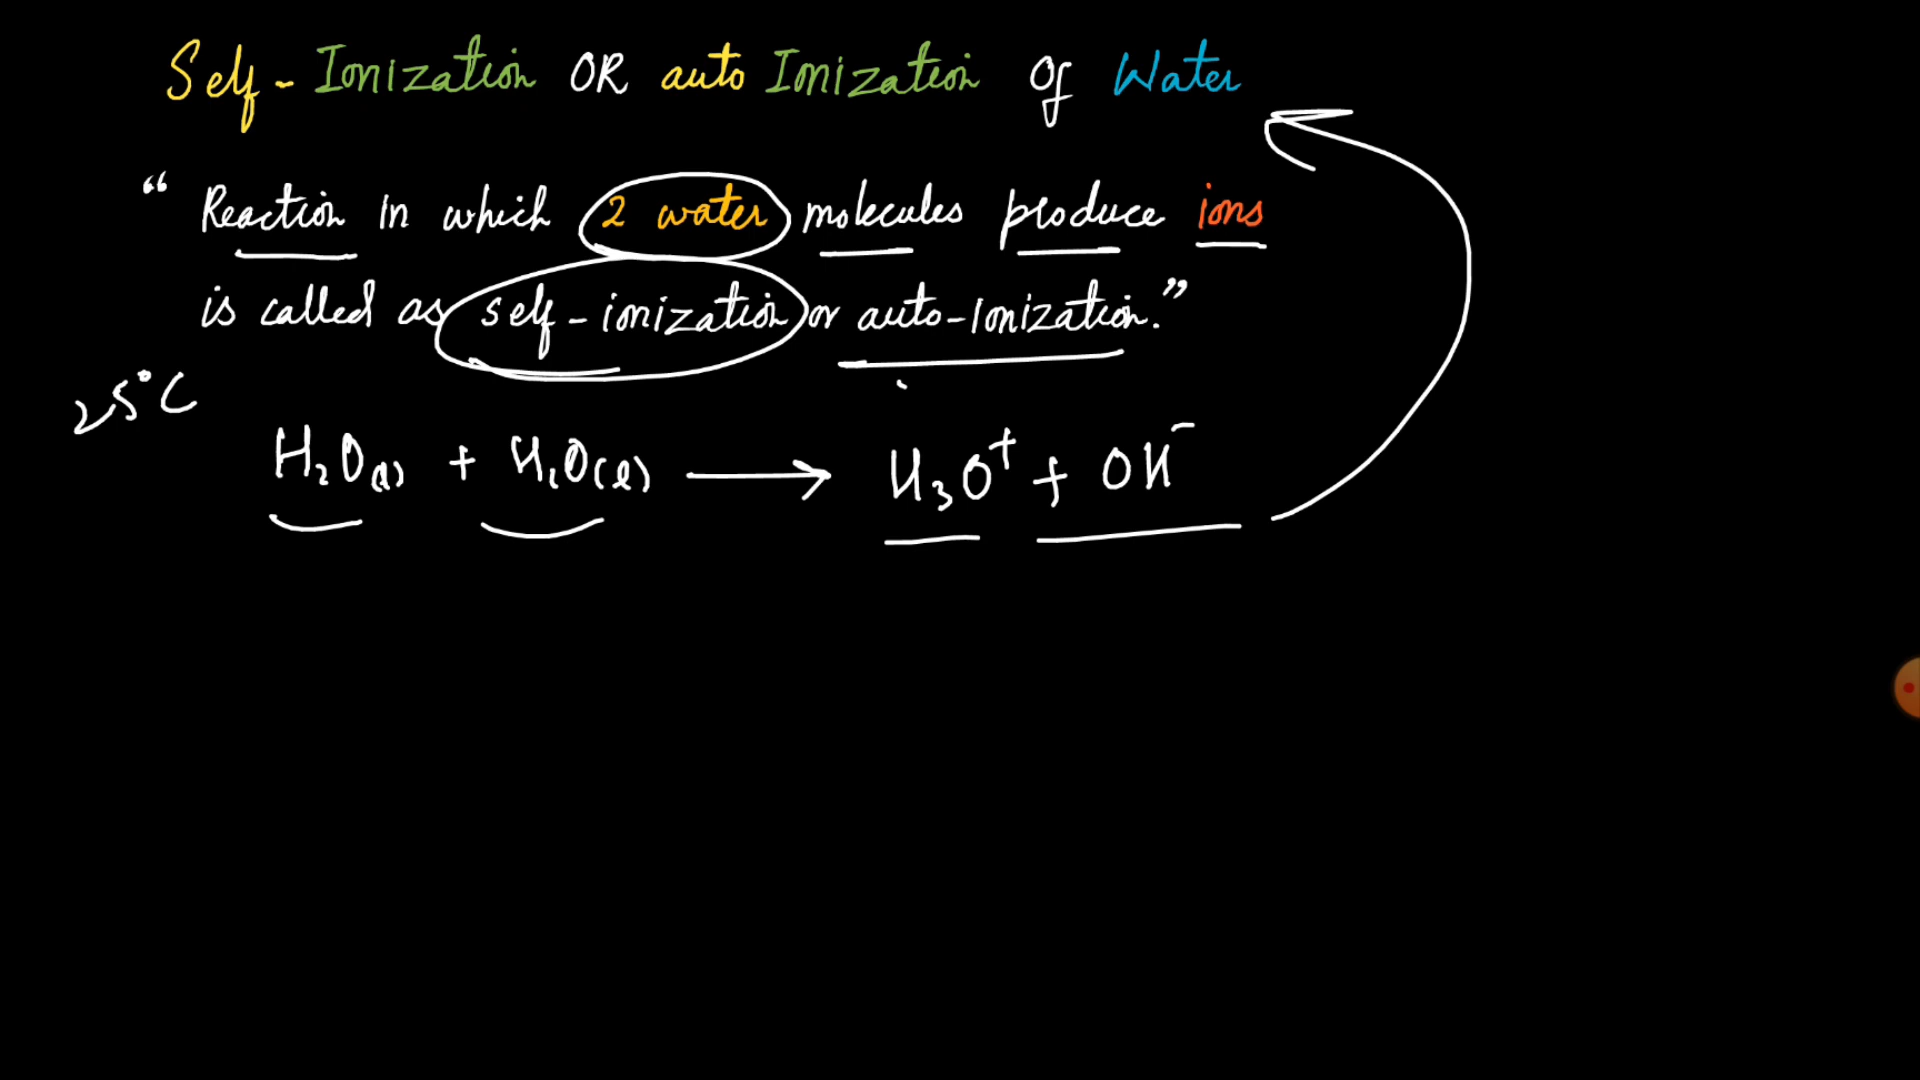 Self-Ionization OR auto Ionization Of Water
“Reaction in which 2 water molecules produce ions
is called as self-ionization or auto-Ionization.”
25°C
H₂O(l) + H₂O(l) ⟶ H₃O⁺ + OH⁻